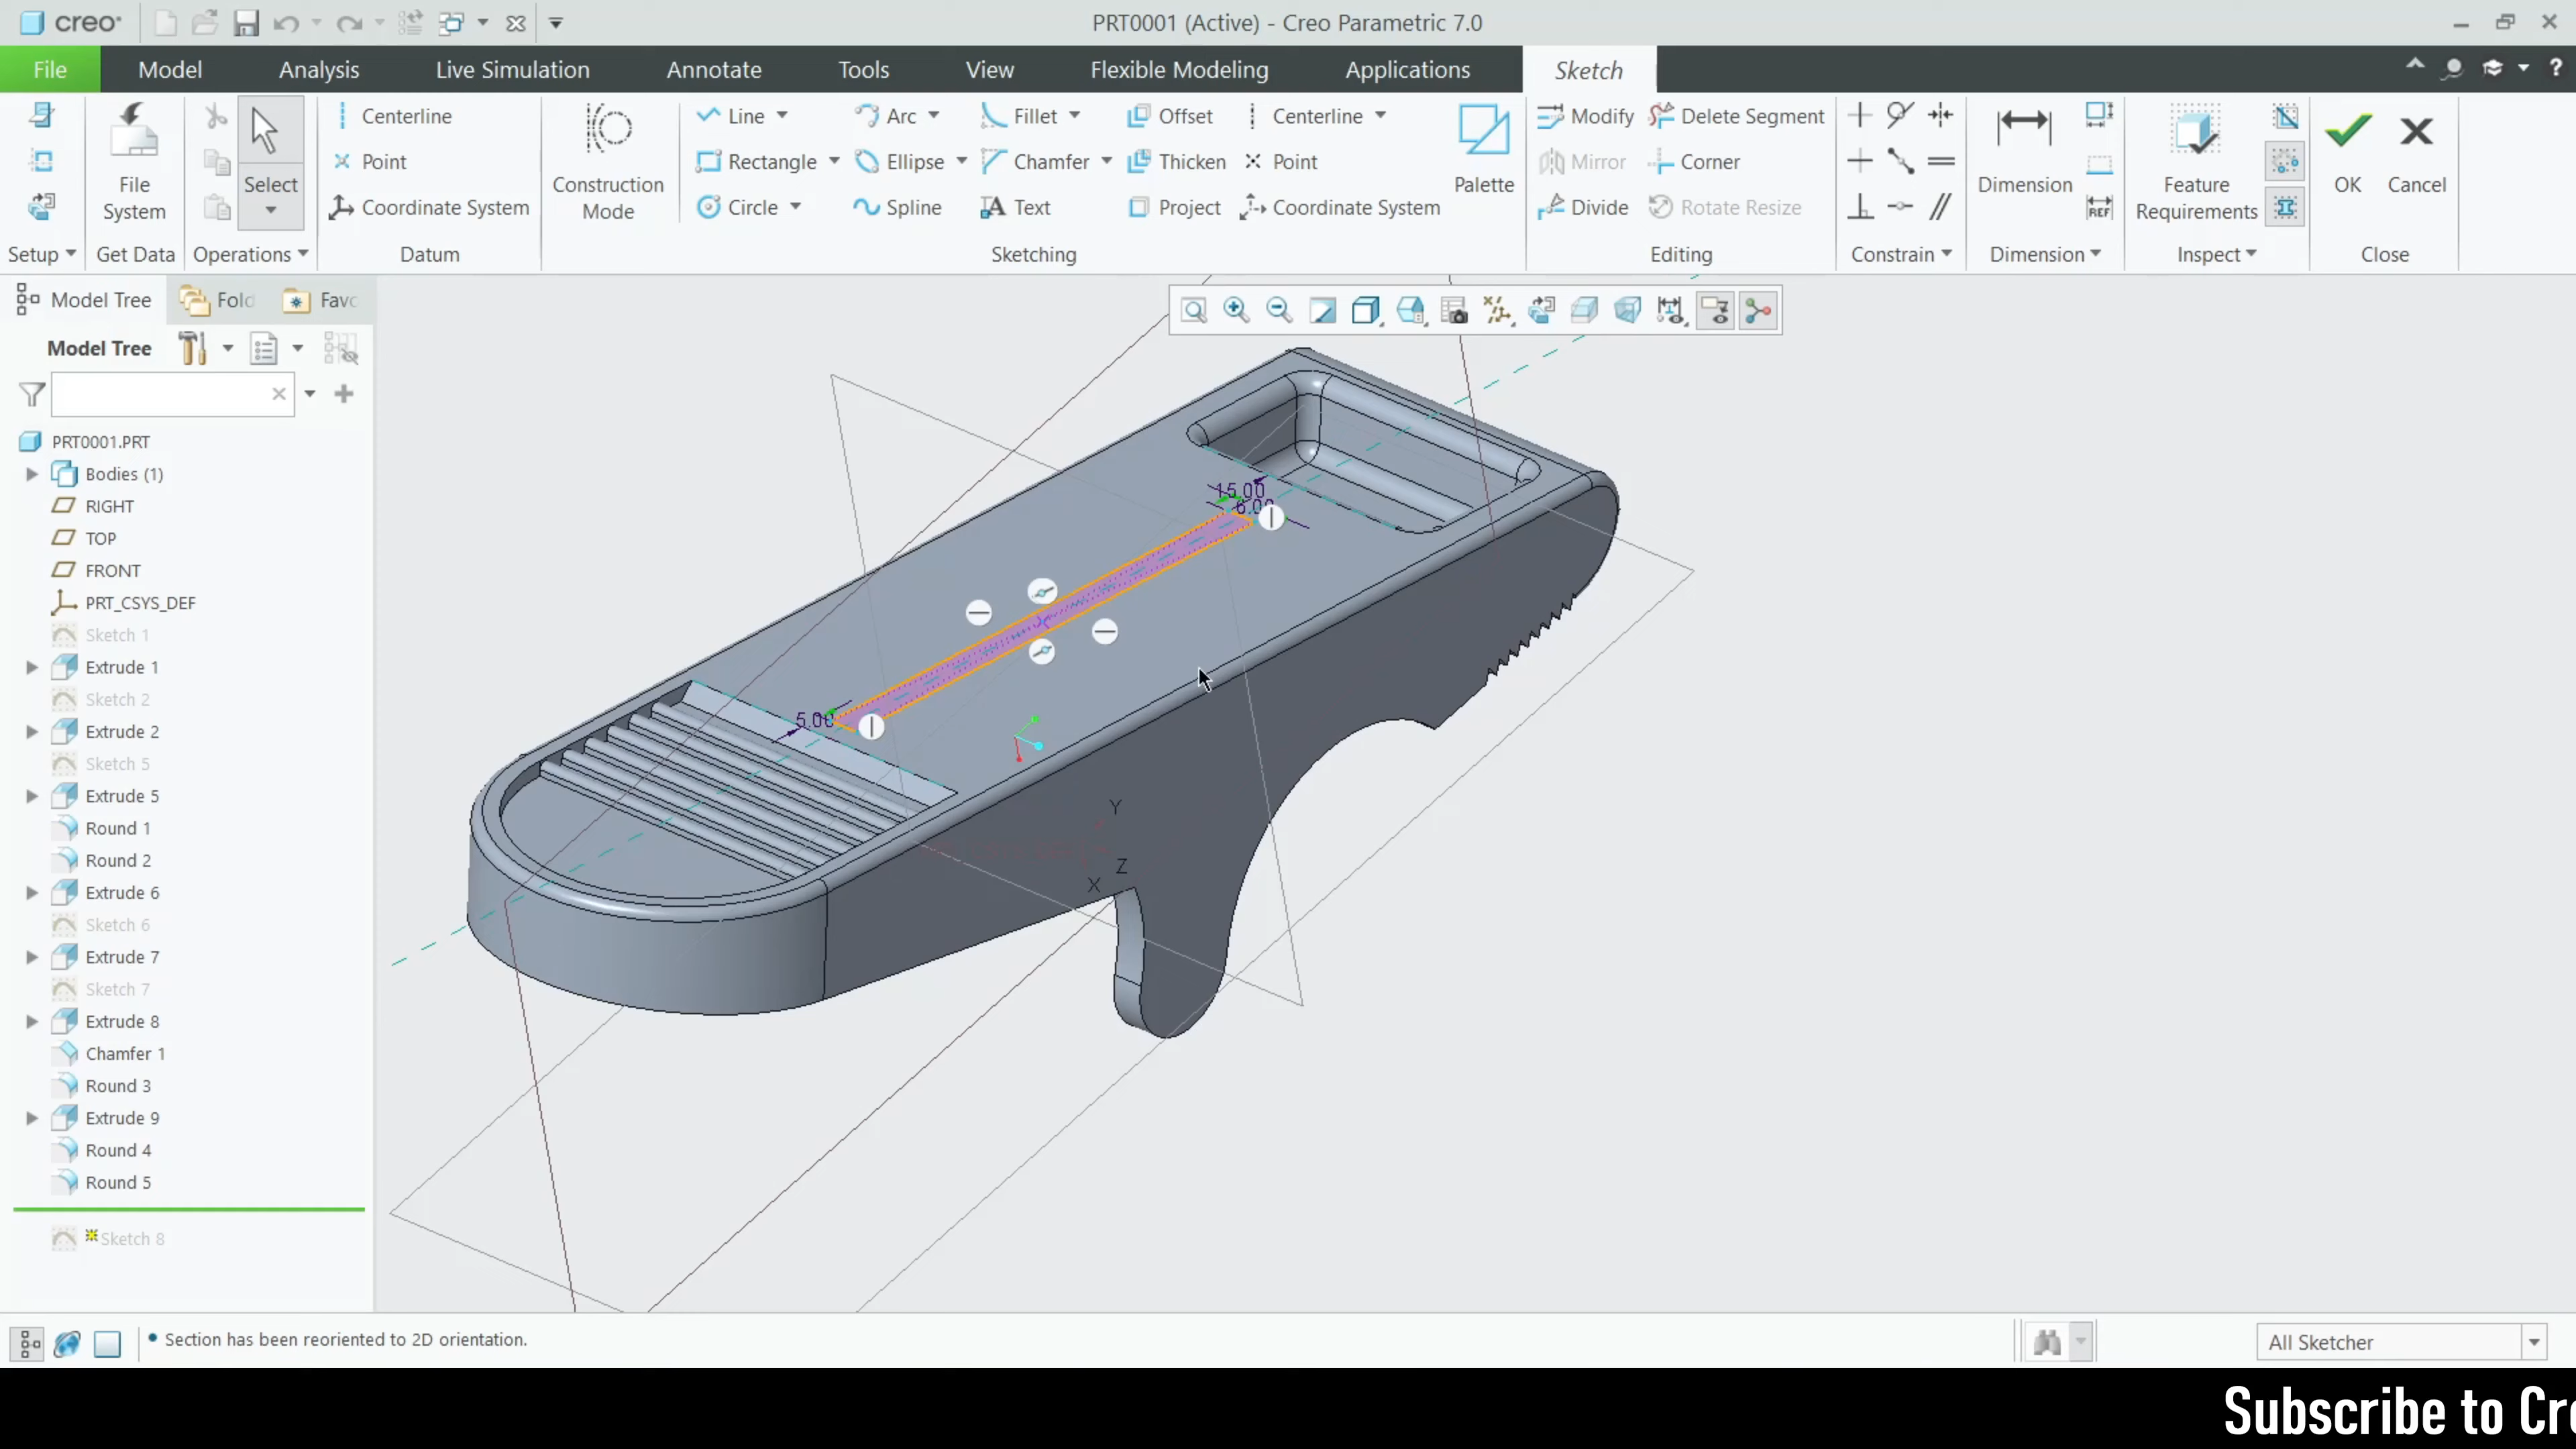 creo
PRT0001 (Active) - Creo Parametric 7.0
File Model Analysis Live Simulation Annotate Tools View Flexible Modeling Applications Sketch
Centerline Line Arc Fillet Offset Centerline Modify Delete Segment
Point Rectangle Ellipse Chamfer Thicken Point Mirror Corner
File System Select Coordinate System Construction Mode Circle Spline Text Project Coordinate System Palette Divide Rotate Resize Dimension REF Feature Requirements OK Cancel
Setup Get Data Operations Datum Sketching Editing Constrain Dimension Inspect Close
Model Tree Fold Favo
Model Tree
PRT0001.PRT
Bodies (1)
RIGHT
TOP
FRONT
PRT_CSYS_DEF
Sketch 1
Extrude 1
Sketch 2
Extrude 2
Sketch 5
Extrude 5
Round 1
Round 2
Extrude 6
Sketch 6
Extrude 7
Sketch 7
Extrude 8
Chamfer 1
Round 3
Extrude 9
Round 4
Round 5
Sketch 8
15.00
6.00
5.00
Y
Z
X
Section has been reoriented to 2D orientation.
All Sketcher
Subscribe to Cre